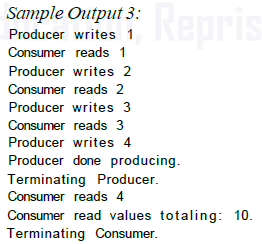 Sample Output 3:
Producer writes 1
Consumer reads 1
Producer writes 2
Consumer reads 2
Producer writes 3
Consumer reads 3
Producer writes 4
Producer done producing.
Terminating Producer.
Consumer reads 4
Consumer read values totaling: 10.
Terminating Consumer.